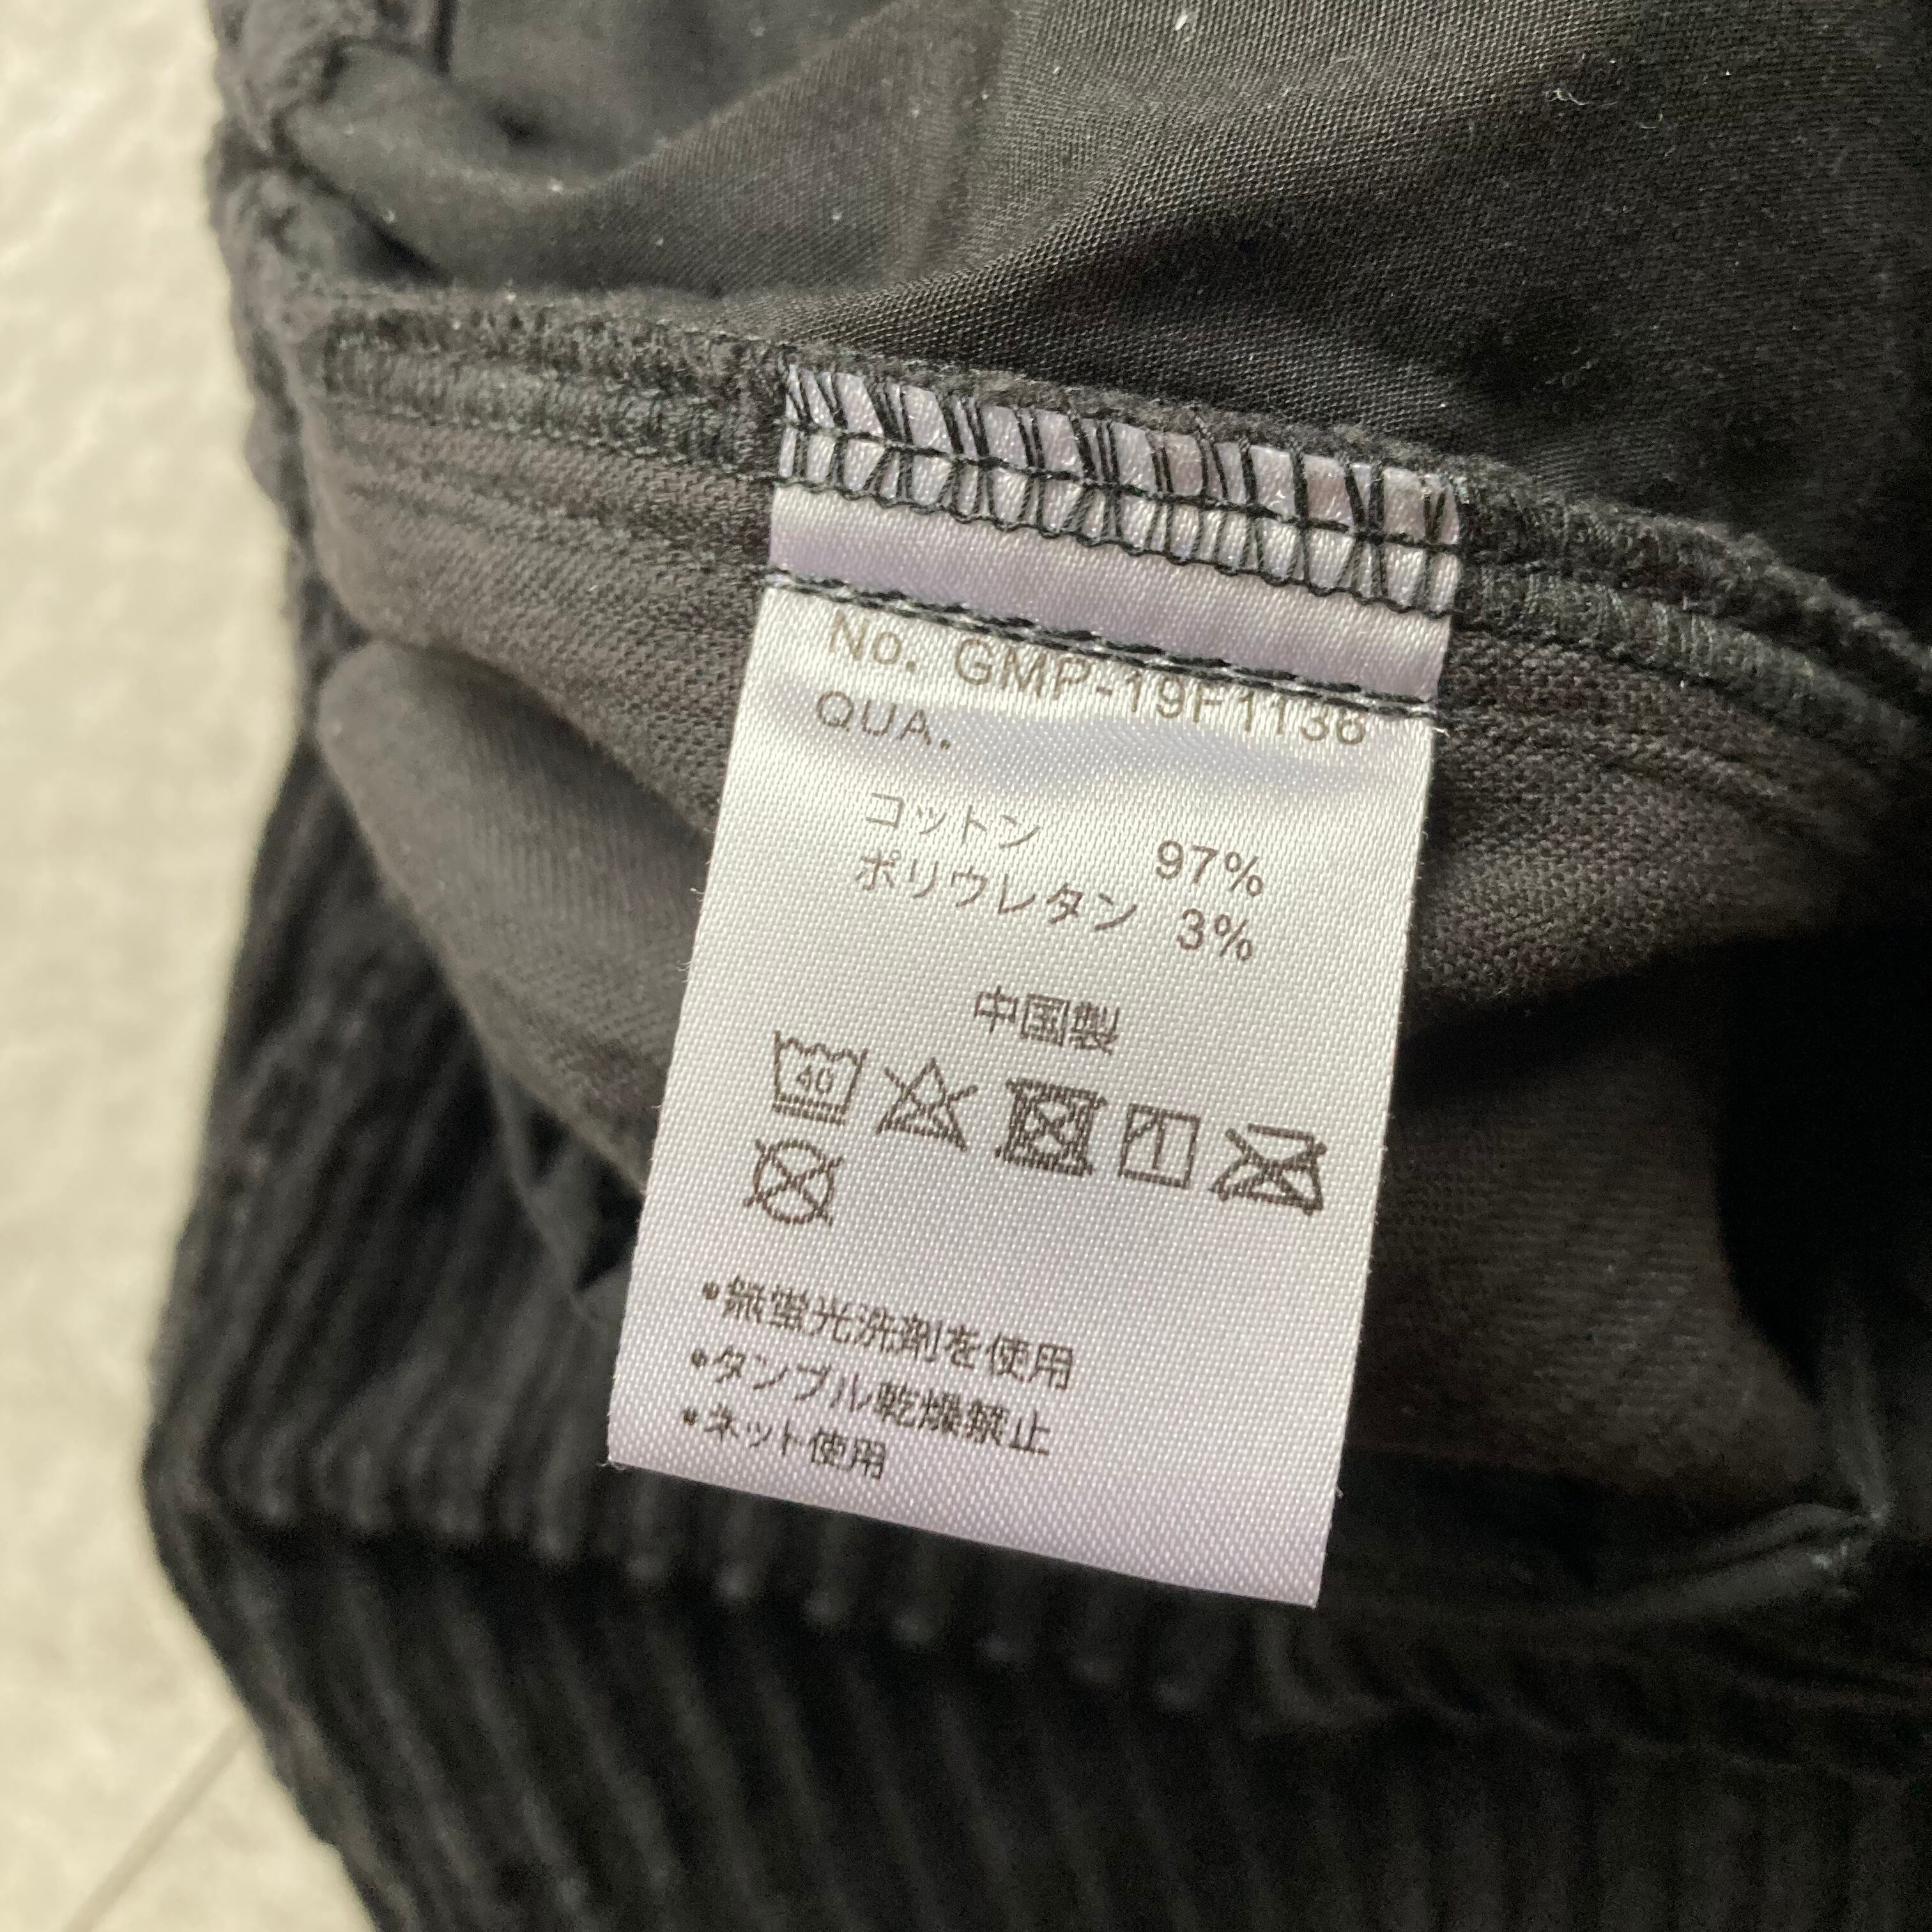 No. GMP-19F1136
QUA.
コットン 97%
ポリウレタン 3%
中国製
40
・無蛍光洗剤を使用
・タンブル乾燥禁止
・ネット使用